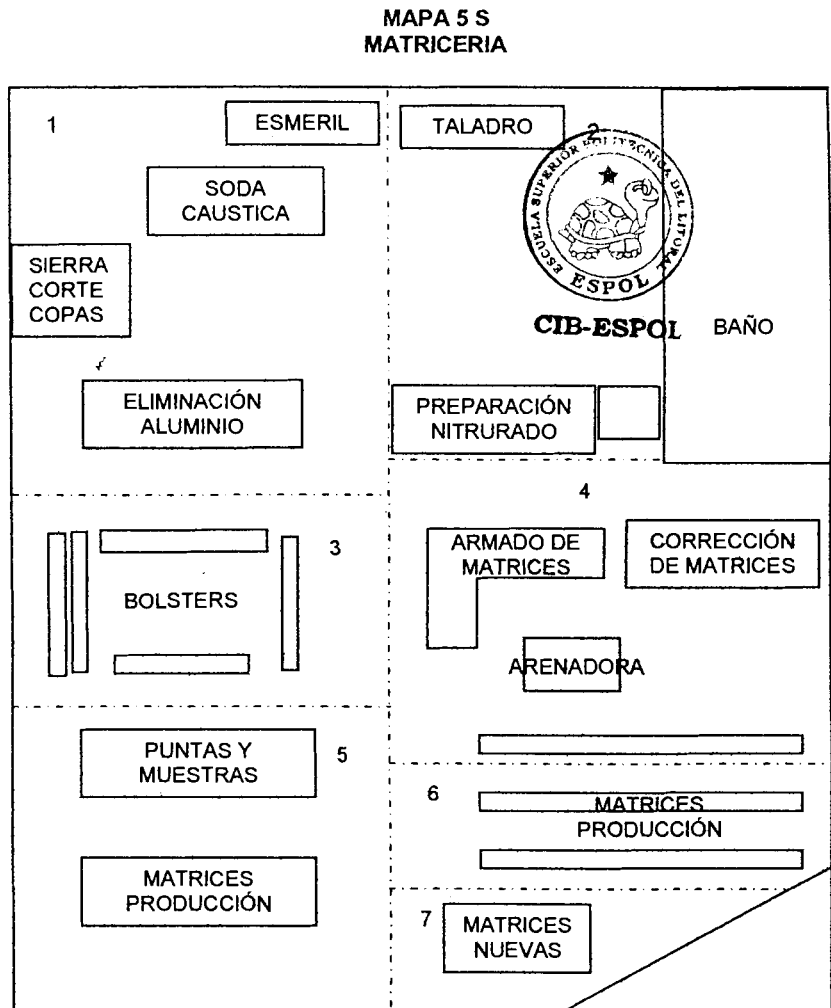 MAPA 5 S
MATRICERIA
1
ESMERIL
SODA
CAUSTICA
SIERRA
CORTE
COPAS
ELIMINACIÓN
ALUMINIO
TALADRO
2
ESCUELA SUPERIOR POLITECNICA DEL LITORAL
ESPOL
CIB-ESPOL
BAÑO
PREPARACIÓN
NITRURADO
3
BOLSTERS
4
ARMADO DE
MATRICES
CORRECCIÓN
DE MATRICES
ARENADORA
PUNTAS Y
MUESTRAS
5
MATRICES
PRODUCCIÓN
6
MATRICES
PRODUCCIÓN
7
MATRICES
NUEVAS